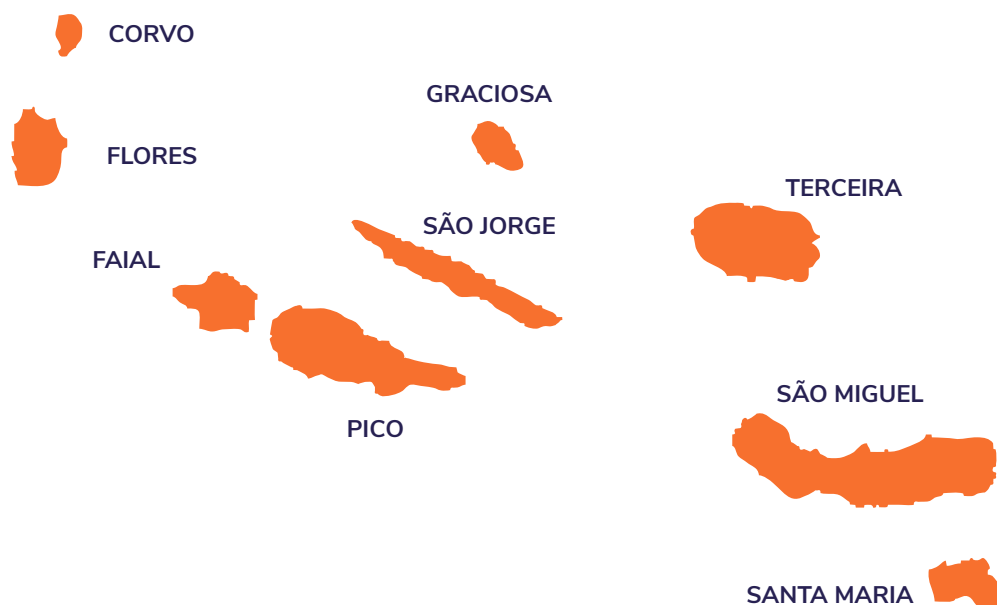 CORVO
GRACIOSA
FLORES
TERCEIRA
SÃO JORGE
FAIAL
SÃO MIGUEL
PICO
SANTA MARIA